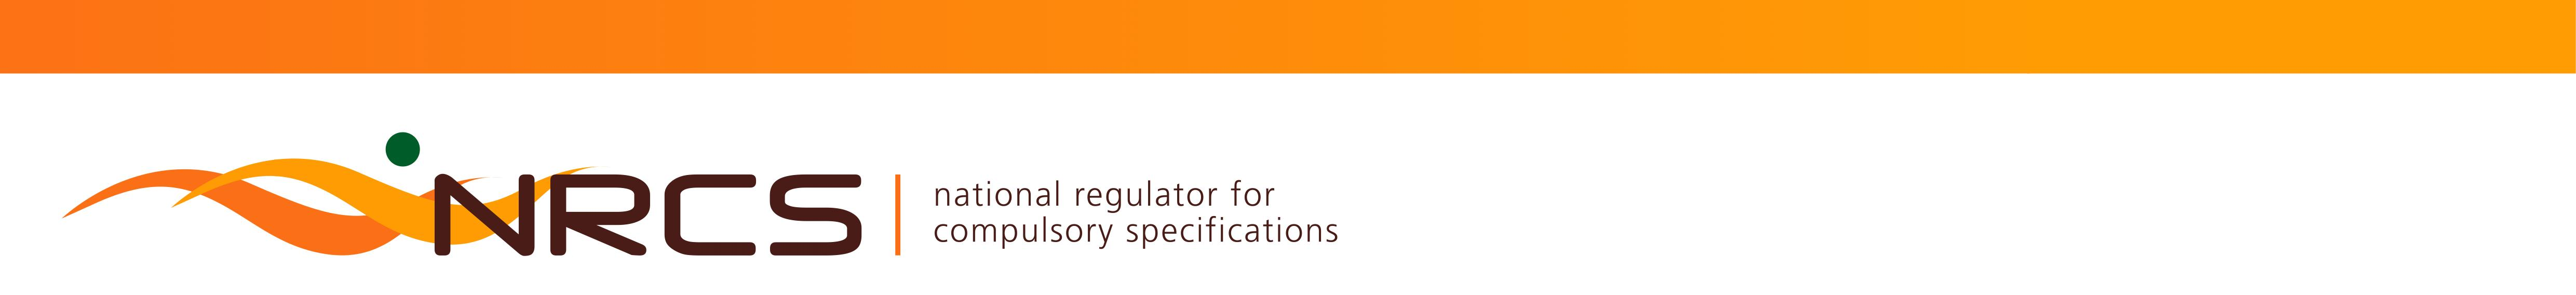 NRCS
national regulator for
compulsory specifications